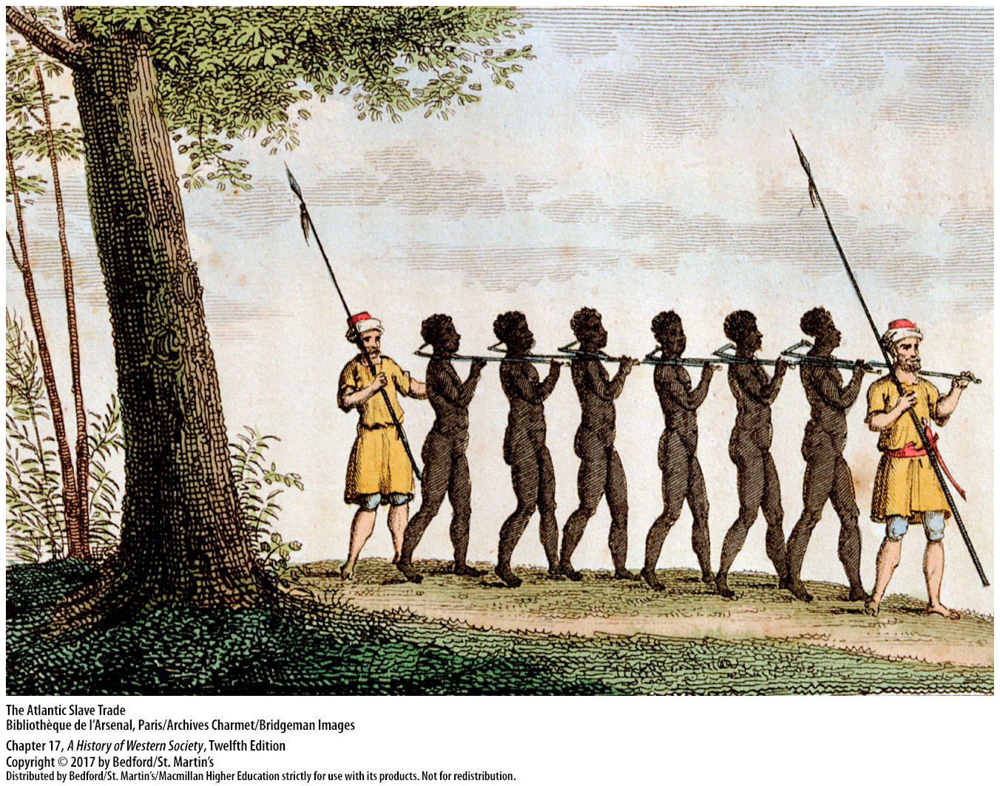 The Atlantic Slave Trade
Bibliothèque de l’Arsenal, Paris/Archives Charmet/Bridgeman Images
Chapter 17, A History of Western Society, Twelfth Edition
Copyright © 2017 by Bedford/St. Martin’s
Distributed by Bedford/St. Martin’s/Macmillan Higher Education strictly for use with its products. Not for redistribution.